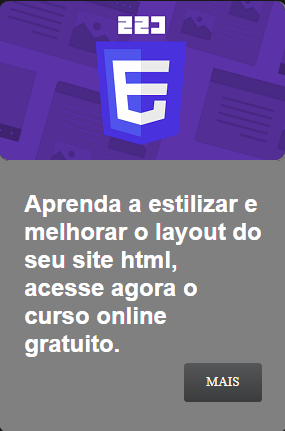 CSS
Aprenda a estilizar e
melhorar o layout do
seu site html,
acesse agora o
curso online
gratuito.
MAIS